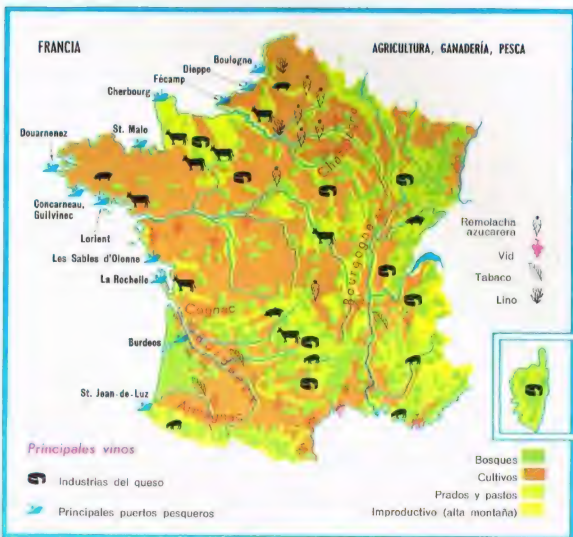 FRANCIA
AGRICULTURA, GANADERÍA, PESCA
Boulogne
Dieppe
Fécamp
Cherbourg
Douarnenez
St. Malo
Champagne
Concarneau,
Guilvinec
Lorient
Les Sables d'Olonne
La Rochelle
Bourgogne
Cognac
Burdeos
Bourdeaux
St. Jean-de-Luz
Armagnac
Remolacha
azucarera
Vid
Tabaco
Lino
Principales vinos
Industrias del queso
Principales puertos pesqueros
Bosques
Cultivos
Prados y pastos
Improductivo (alta montaña)